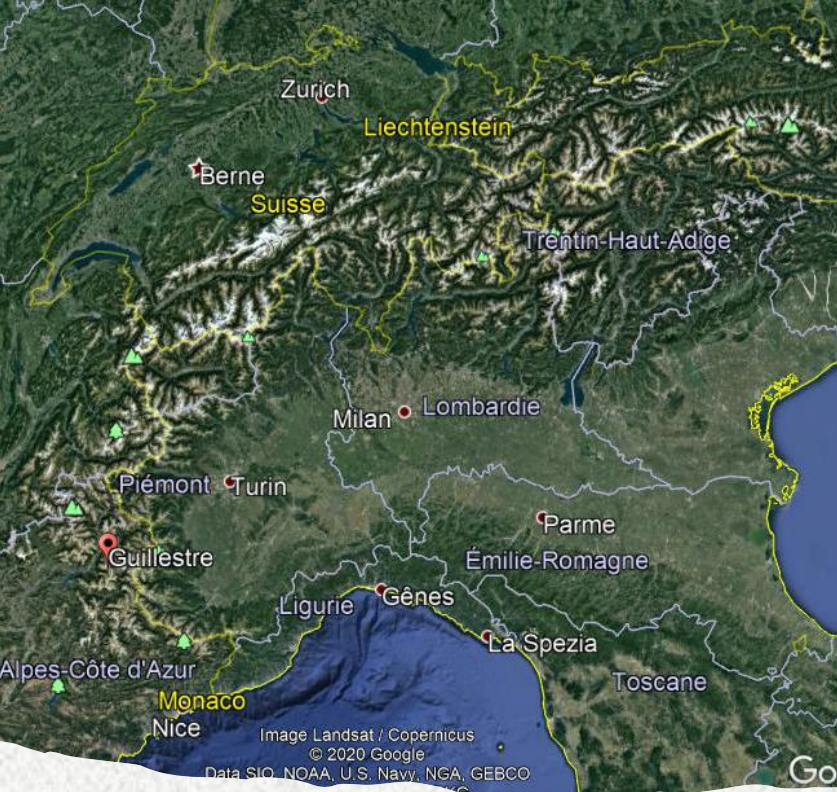 Zurich
Liechtenstein
Berne
Suisse
Trentin-Haut-Adige
Milan
Lombardie
Piémont
Turin
Parme
Guillestre
Émilie-Romagne
Ligurie
Gênes
La Spezia
Alpes-Côte d'Azur
Toscane
Monaco
Nice
Image Landsat / Copernicus
© 2020 Google
Data SIO, NOAA, U.S. Navy, NGA, GEBCO
Go